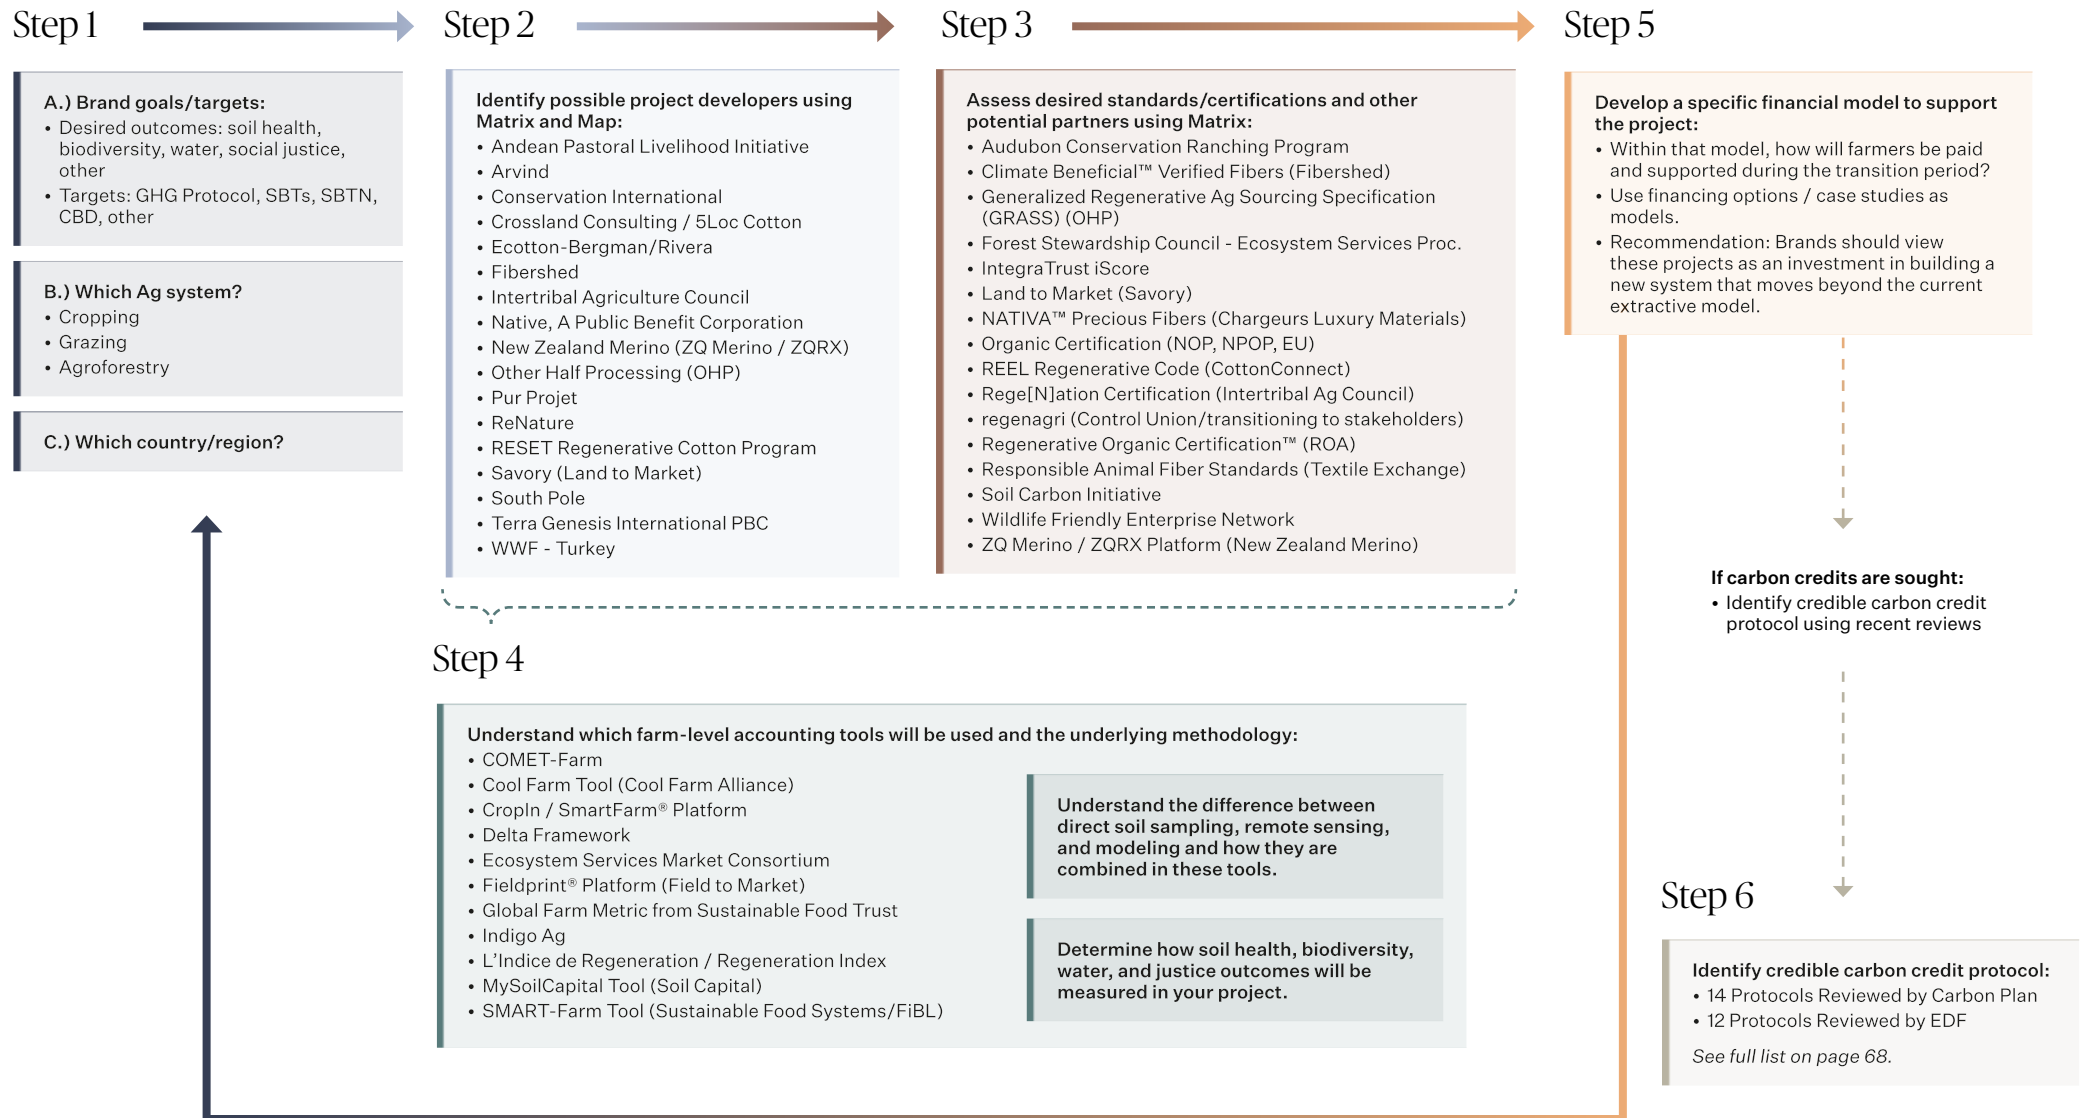 Step 1
A.) Brand goals/targets:
• Desired outcomes: soil health,
biodiversity, water, social justice,
other
• Targets: GHG Protocol, SBTs, SBTN,
CBD, other
B.) Which Ag system?
• Cropping
• Grazing
• Agroforestry
C.) Which country/region?
Step 2
Identify possible project developers using
Matrix and Map:
• Andean Pastoral Livelihood Initiative
• Arvind
• Conservation International
• Crossland Consulting / 5Loc Cotton
• Ecotton-Bergman/Rivera
• Fibershed
• Intertribal Agriculture Council
• Native, A Public Benefit Corporation
• New Zealand Merino (ZQ Merino / ZQRX)
• Other Half Processing (OHP)
• Pur Projet
• ReNature
• RESET Regenerative Cotton Program
• Savory (Land to Market)
• South Pole
• Terra Genesis International PBC
• WWF - Turkey
Step 3
Assess desired standards/certifications and other
potential partners using Matrix:
• Audubon Conservation Ranching Program
• Climate Beneficial™ Verified Fibers (Fibershed)
• Generalized Regenerative Ag Sourcing Specification
(GRASS) (OHP)
• Forest Stewardship Council - Ecosystem Services Proc.
• IntegraTrust iScore
• Land to Market (Savory)
• NATIVA™ Precious Fibers (Chargeurs Luxury Materials)
• Organic Certification (NOP, NPOP, EU)
• REEL Regenerative Code (CottonConnect)
• Rege[N]ation Certification (Intertribal Ag Council)
• regenagri (Control Union/transitioning to stakeholders)
• Regenerative Organic Certification™ (ROA)
• Responsible Animal Fiber Standards (Textile Exchange)
• Soil Carbon Initiative
• Wildlife Friendly Enterprise Network
• ZQ Merino / ZQRX Platform (New Zealand Merino)
Step 4
Understand which farm-level accounting tools will be used and the underlying methodology:
• COMET-Farm
• Cool Farm Tool (Cool Farm Alliance)
• CropIn / SmartFarm® Platform
• Delta Framework
• Ecosystem Services Market Consortium
• Fieldprint® Platform (Field to Market)
• Global Farm Metric from Sustainable Food Trust
• Indigo Ag
• L’Indice de Regeneration / Regeneration Index
• MySoilCapital Tool (Soil Capital)
• SMART-Farm Tool (Sustainable Food Systems/FiBL)
Understand the difference between
direct soil sampling, remote sensing,
and modeling and how they are
combined in these tools.
Determine how soil health, biodiversity,
water, and justice outcomes will be
measured in your project.
Step 5
Develop a specific financial model to support
the project:
• Within that model, how will farmers be paid
and supported during the transition period?
• Use financing options / case studies as
models.
• Recommendation: Brands should view
these projects as an investment in building a
new system that moves beyond the current
extractive model.
If carbon credits are sought:
• Identify credible carbon credit
protocol using recent reviews
Step 6
Identify credible carbon credit protocol:
• 14 Protocols Reviewed by Carbon Plan
• 12 Protocols Reviewed by EDF
See full list on page 68.